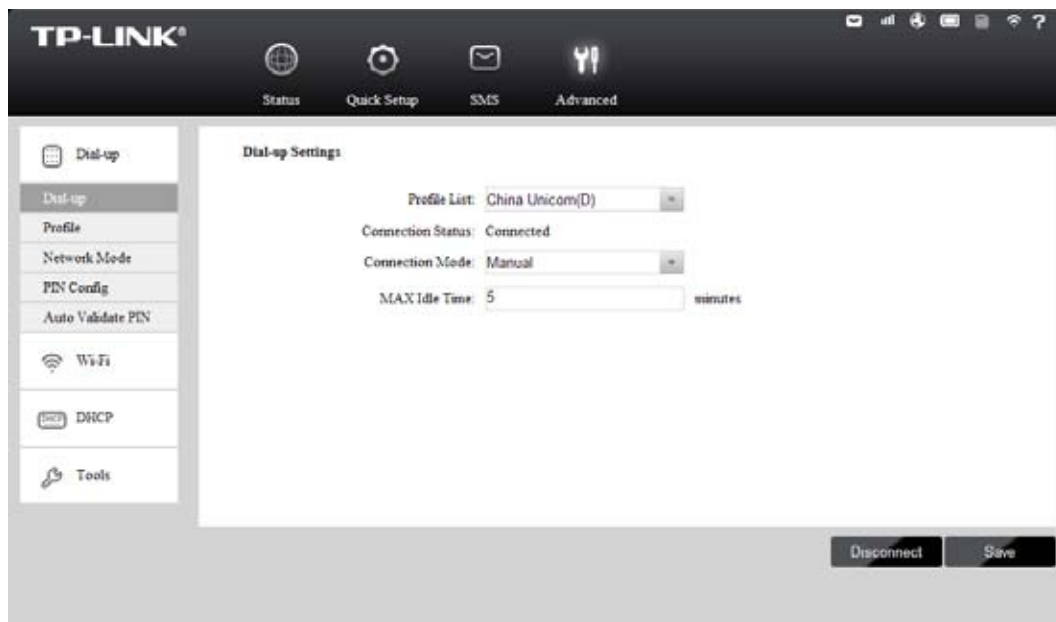 TP-LINK®
?
Status Quick Setup SMS Advanced
Dial-up
Dial-up
Profile
Network Mode
PIN Config
Auto Validate PIN
Wi-Fi
DHCP DHCP
Tools
Dial-up Settings
Profile List: China Unicom(D)
Connection Status: Connected
Connection Mode: Manual
MAX Idle Time: 5 minutes
Disconnect Save